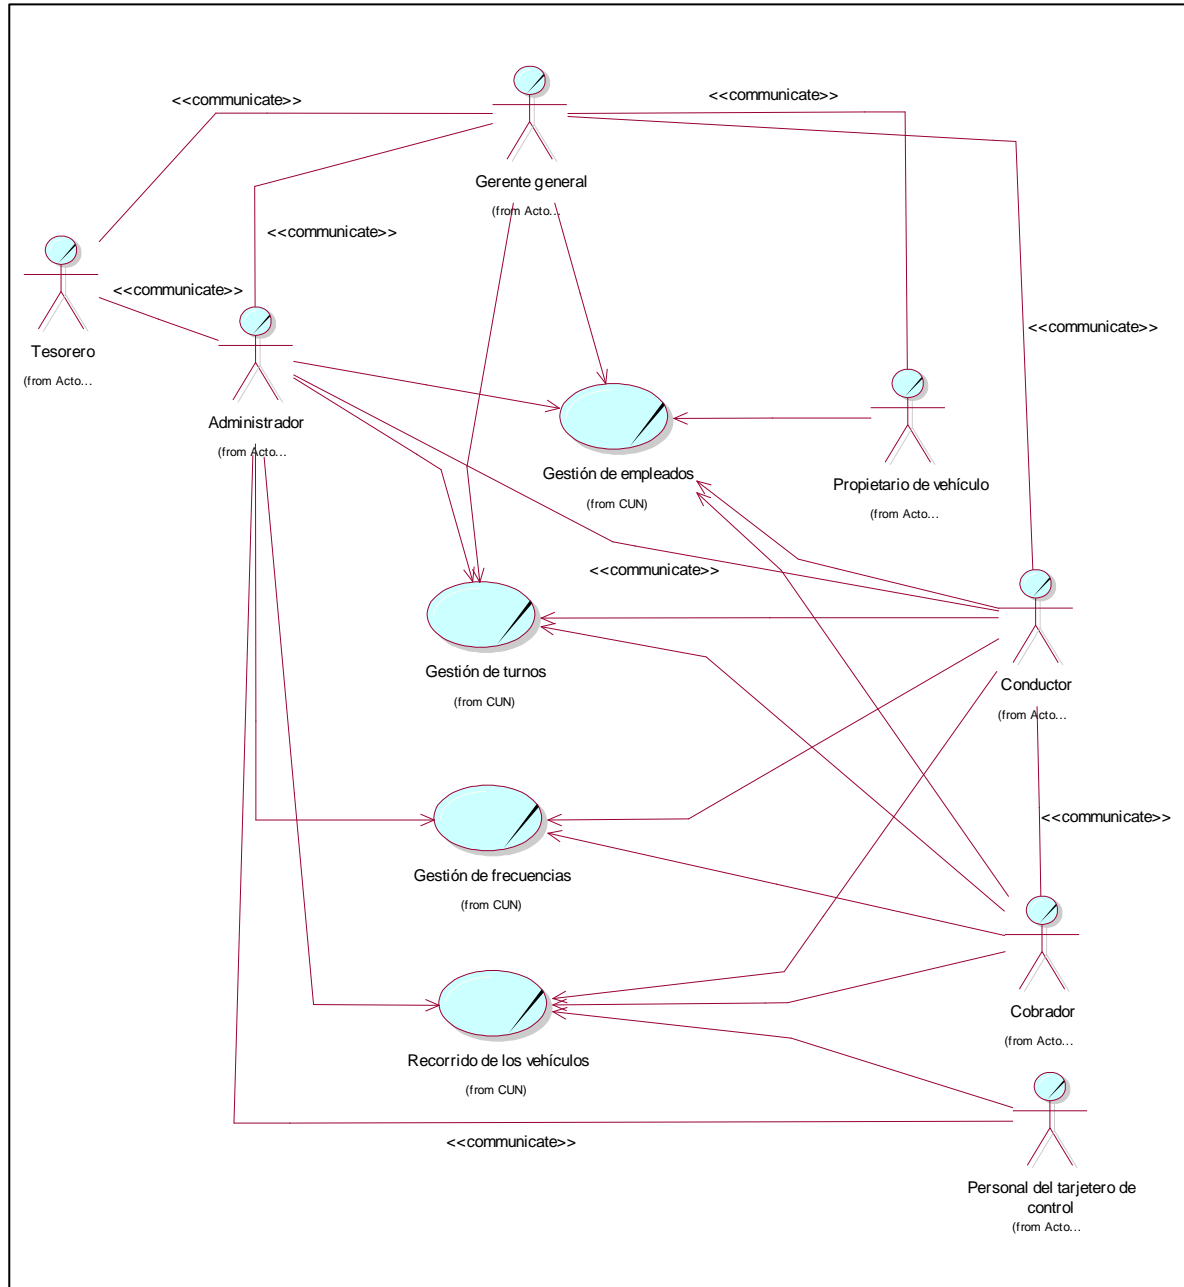 <<communicate>>
<<communicate>>
Gerente general
(from Acto...
<<communicate>>
<<communicate>>
<<communicate>>
Tesorero
(from Acto...
Administrador
(from Acto...
Gestión de empleados
(from CUN)
Propietario de vehículo
(from Acto...
<<communicate>>
Gestión de turnos
(from CUN)
Conductor
(from Acto...
<<communicate>>
Gestión de frecuencias
(from CUN)
Cobrador
(from Acto...
Recorrido de los vehículos
(from CUN)
<<communicate>>
Personal del tarjetero de
control
(from Acto...